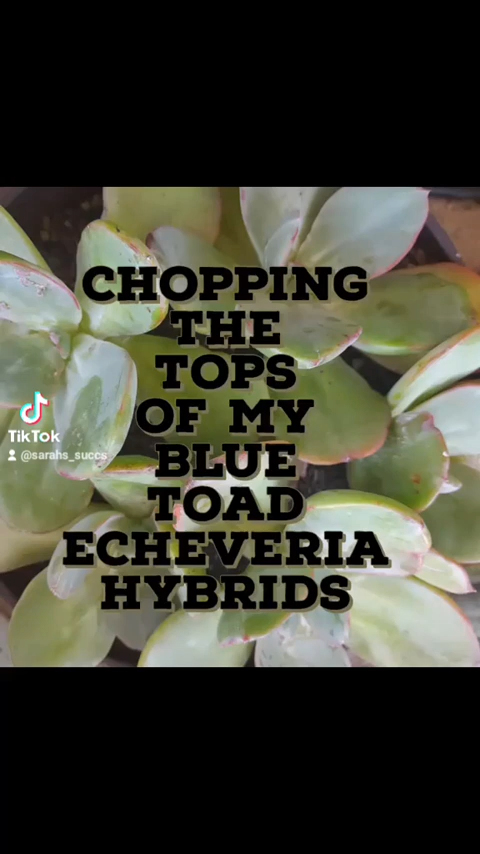 CHOPPING
THE
TOPS
OF MY
BLUE
TOAD
ECHEVERIA
HYBRIDS
TikTok
@sarahs_succs